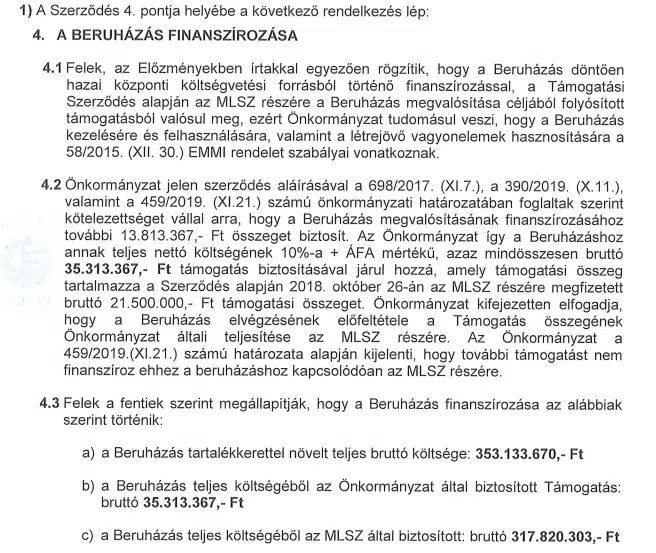 1) A Szerződés 4. pontja helyébe a következő rendelkezés lép:
4. A BERUHÁZÁS FINANSZÍROZÁSA
4.1 Felek, az Előzményekben írtakkal egyezően rögzítik, hogy a Beruházás döntően
hazai központi költségvetési forrásból történő finanszírozással, a Támogatási
Szerződés alapján az MLSZ részére a Beruházás megvalósítása céljából folyósított
támogatásból valósul meg, ezért Önkormányzat tudomásul veszi, hogy a Beruházás
kezelésére és felhasználására, valamint a létrejövő vagyonelemek hasznosítására a
58/2015. (XII. 30.) EMMI rendelet szabályai vonatkoznak.
4.2 Önkormányzat jelen szerződés aláírásával a 698/2017. (XI.7.), a 390/2019. (X.11.),
valamint a 459/2019. (XI.21.) számú önkormányzati határozatában foglaltak szerint
kötelezettséget vállal arra, hogy a Beruházás megvalósításának finanszírozásához
további 13.813.367,- Ft összeget biztosít. Az Önkormányzat így a Beruházáshoz
annak teljes nettó költségének 10%-a + ÁFA mértékű, azaz mindösszesen bruttó
35.313.367,- Ft támogatás biztosításával járul hozzá, amely támogatási összeg
tartalmazza a Szerződés alapján 2018. október 26-án az MLSZ részére megfizetett
bruttó 21.500.000,- Ft támogatási összeget. Önkormányzat kifejezetten elfogadja,
hogy a Beruházás elvégzésének előfeltétele a Támogatás összegének
Önkormányzat általi teljesítése az MLSZ részére. Az Önkormányzat a
459/2019.(XI.21.) számú határozata alapján kijelenti, hogy további támogatást nem
finanszíroz ehhez a beruházáshoz kapcsolódóan az MLSZ részére.
4.3 Felek a fentiek szerint megállapítják, hogy a Beruházás finanszírozása az alábbiak
szerint történik:
a) a Beruházás tartalékkerettel növelt teljes bruttó költsége: 353.133.670,- Ft
b) a Beruházás teljes költségéből az Önkormányzat által biztosított Támogatás:
bruttó 35.313.367,- Ft
c) a Beruházás teljes költségéből az MLSZ által biztosított: bruttó 317.820.303,- Ft